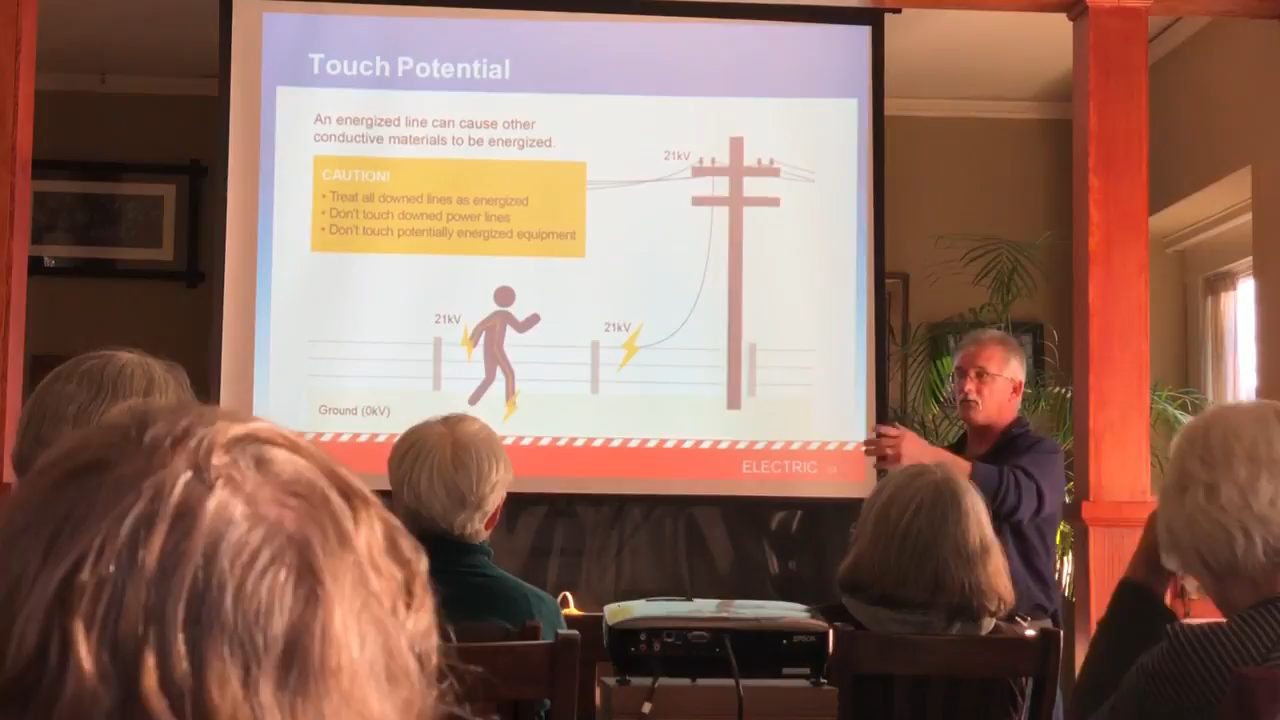 Touch Potential
An energized line can cause other
conductive materials to be energized.
21kV
CAUTION!
• Treat all downed lines as energized
• Don't touch downed power lines
• Don't touch potentially energized equipment
21kV
21kV
Ground (0kV)
ELECTRIC
EPSON